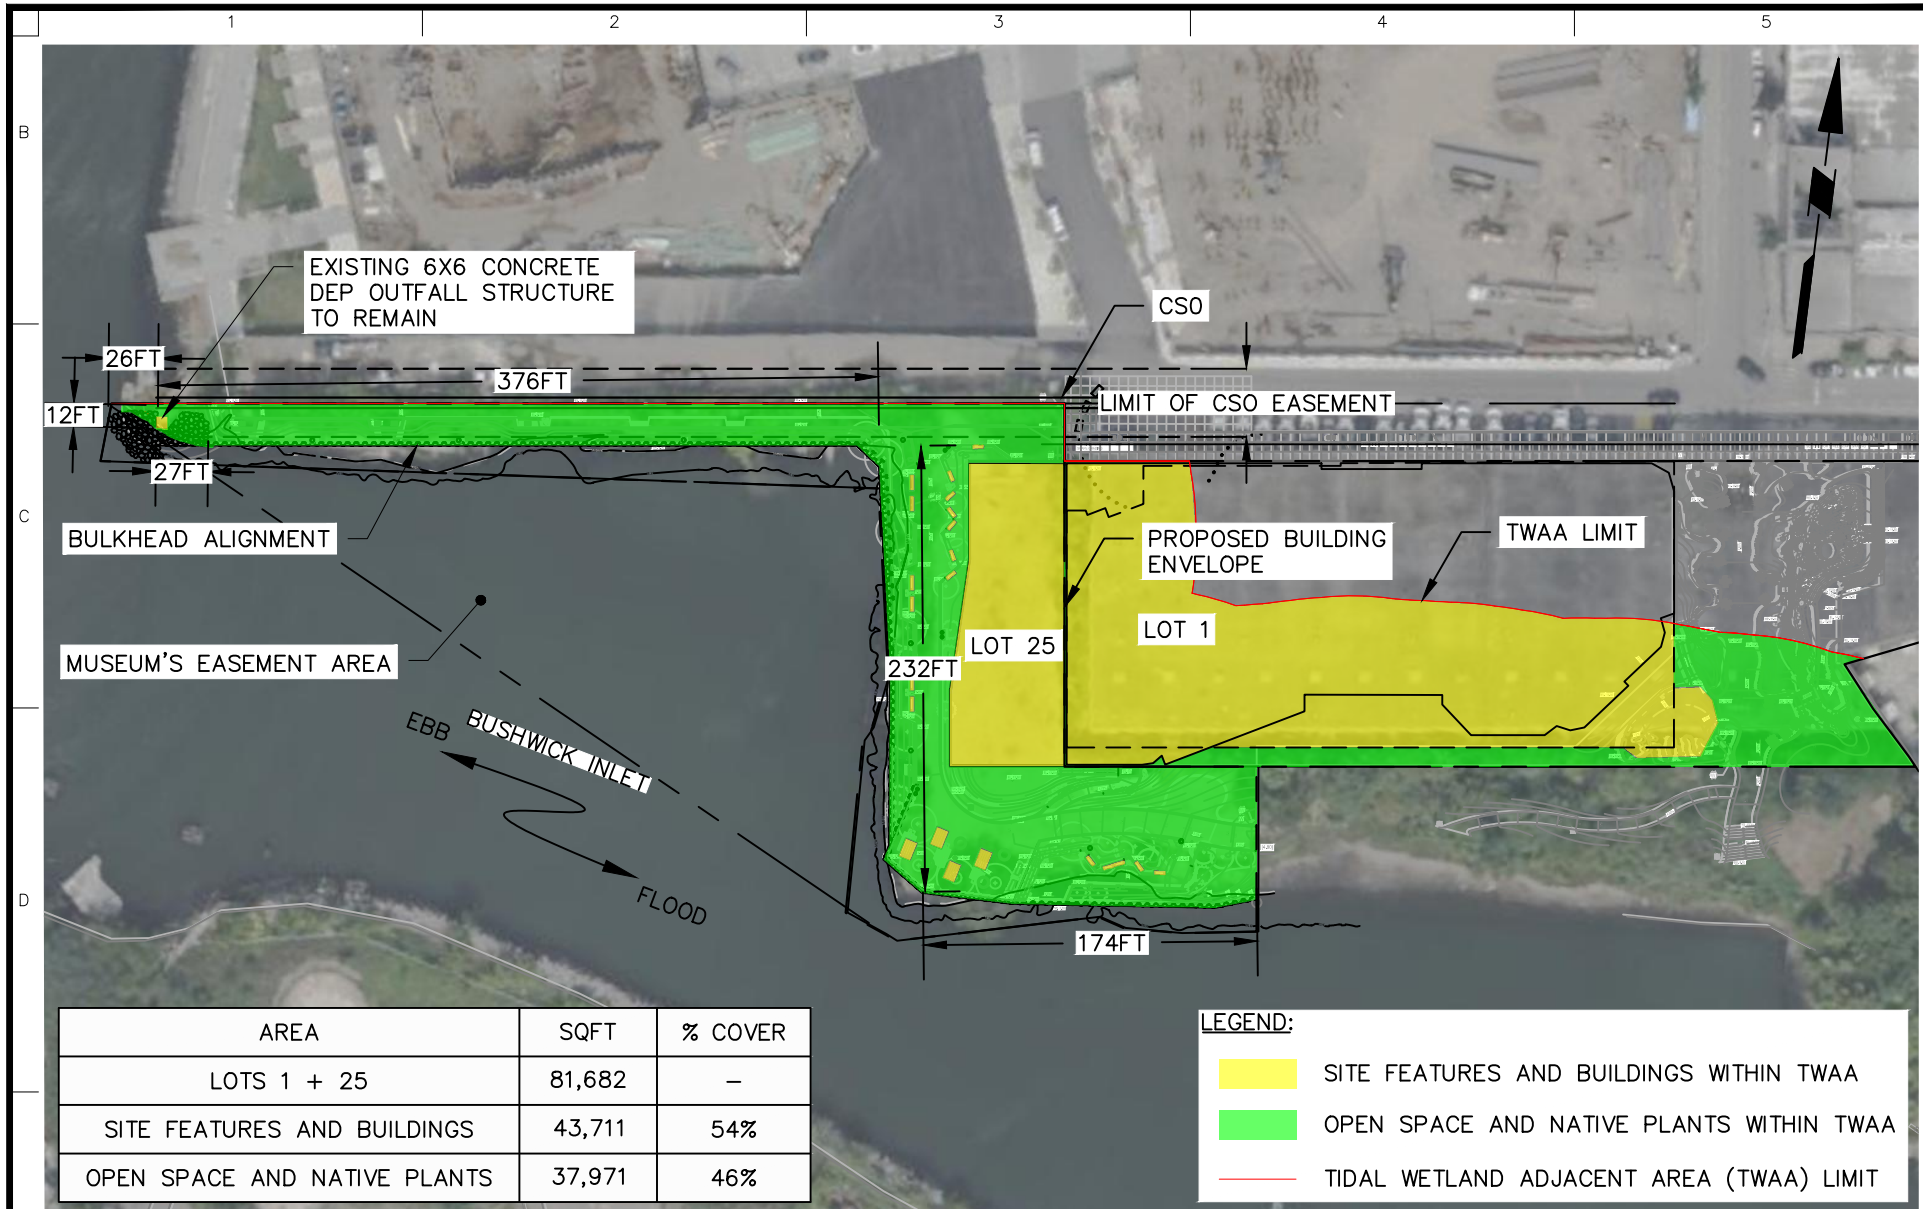 1
2
3
4
5
B
C
D
EXISTING 6X6 CONCRETE
DEP OUTFALL STRUCTURE
TO REMAIN
CSO
26FT
376FT
12FT
LIMIT OF CSO EASEMENT
27FT
BULKHEAD ALIGNMENT
PROPOSED BUILDING
ENVELOPE
TWAA LIMIT
MUSEUM'S EASEMENT AREA
LOT 25
LOT 1
232FT
EBB
BUSHWICK INLET
FLOOD
174FT
AREA SQFT % COVER
LOTS 1 + 25 81,682 –
SITE FEATURES AND BUILDINGS 43,711 54%
OPEN SPACE AND NATIVE PLANTS 37,971 46%
LEGEND:
SITE FEATURES AND BUILDINGS WITHIN TWAA
OPEN SPACE AND NATIVE PLANTS WITHIN TWAA
TIDAL WETLAND ADJACENT AREA (TWAA) LIMIT